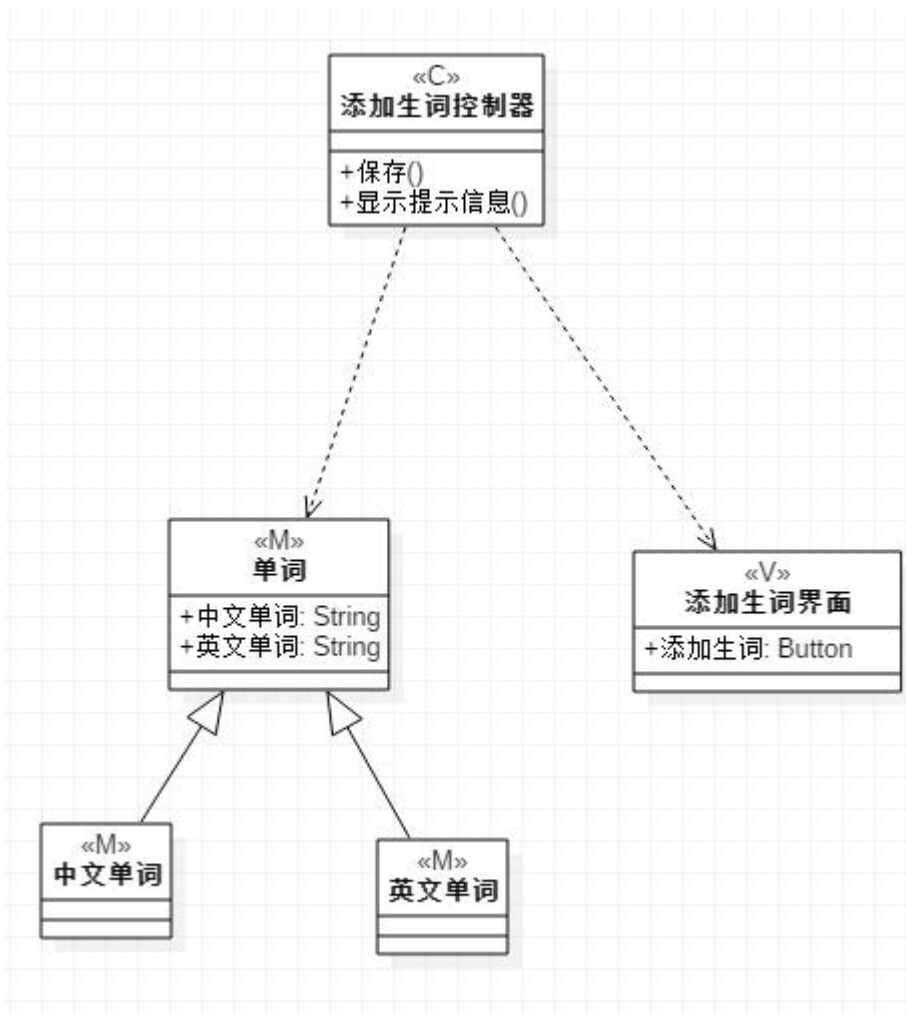 «C»
添加生词控制器
+保存()
+显示提示信息()
«M»
单词
+中文单词: String
+英文单词: String
«V»
添加生词界面
+添加生词: Button
«M»
中文单词
«M»
英文单词